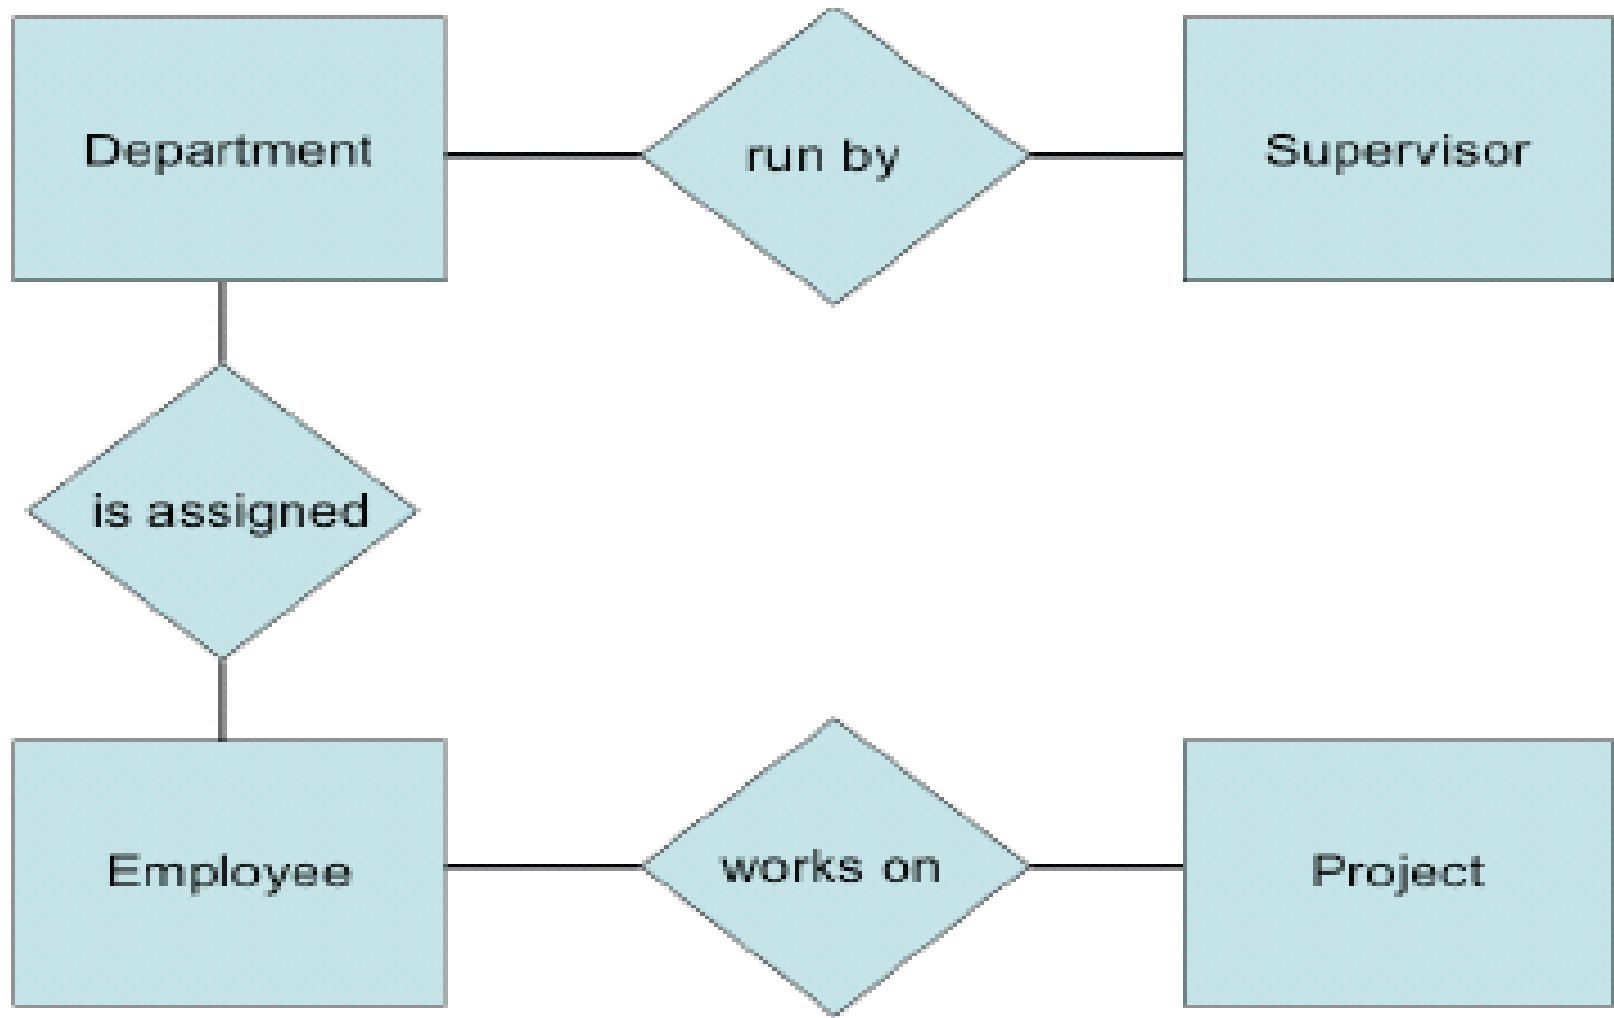 Department
run by
Supervisor
is assigned
Employee
works on
Project